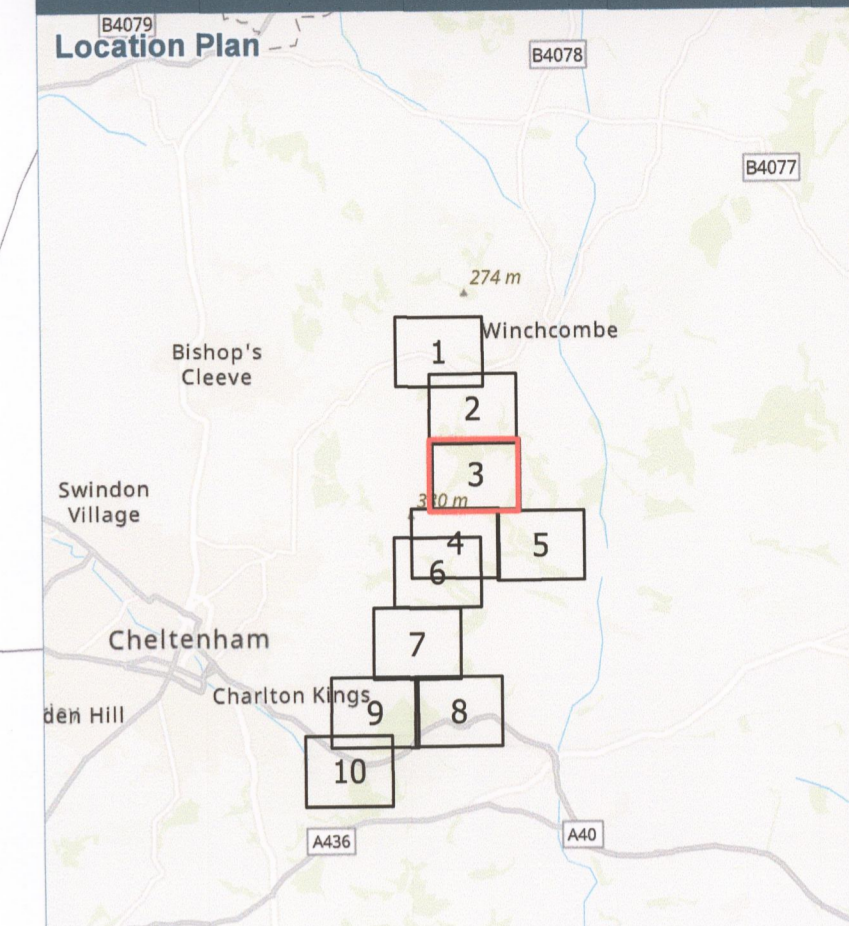 B4079
Location Plan
B4078
B4077
274 m
Winchcombe
1
Bishop's
Cleeve
2
3
Swindon
Village
330 m
4
5
6
Cheltenham
7
Charlton Kings
den Hill
9
8
10
A436
A40